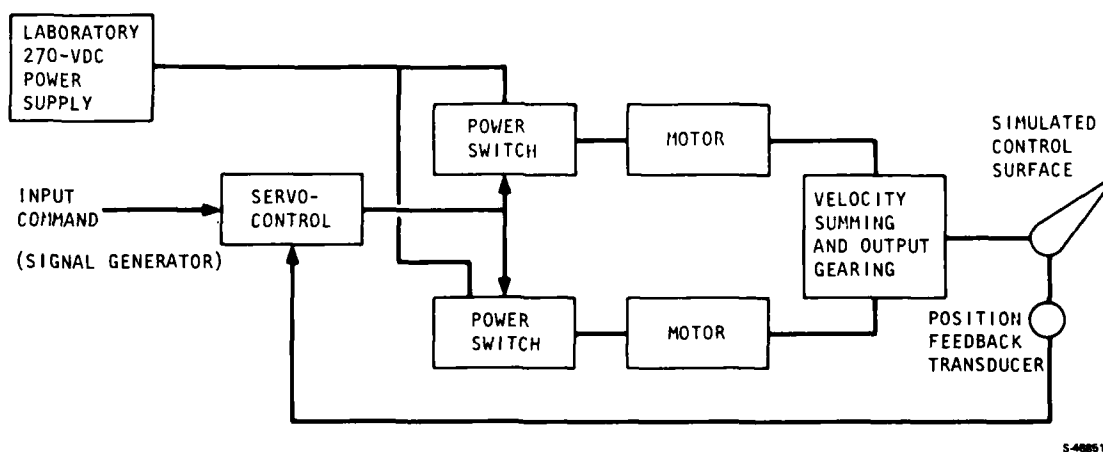 LABORATORY
270-VDC
POWER
SUPPLY
POWER
SWITCH
MOTOR
SIMULATED
CONTROL
SURFACE
INPUT
COMMAND
(SIGNAL GENERATOR)
SERVO-
CONTROL
VELOCITY
SUMMING
AND OUTPUT
GEARING
POWER
SWITCH
MOTOR
POSITION
FEEDBACK
TRANSDUCER
S-46851